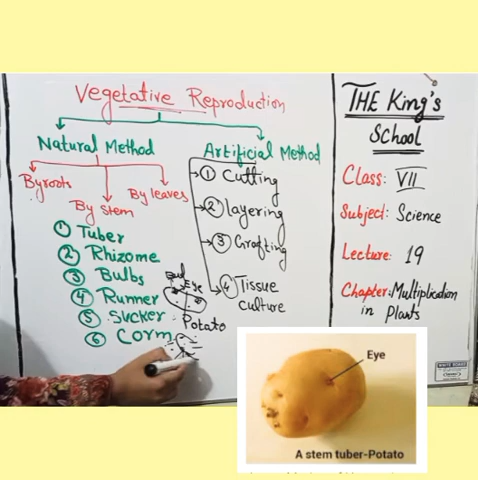 Vegetative Reproduction
Natural Method
Artificial Method
By roots
By stem
By leaves
① Tuber
② Rhizome
③ Bulbs
④ Runner
⑤ Sucker
⑥ Corm
Bud
Eye
Potato
① Cutting
② layering
③ Grafting
④ Tissue
culture
THE King's
School
Class: VII
Subject: Science
Lecture: 19
Chapter: Multiplication
in Plants
WHITE BOARD
Eye
A stem tuber-Potato